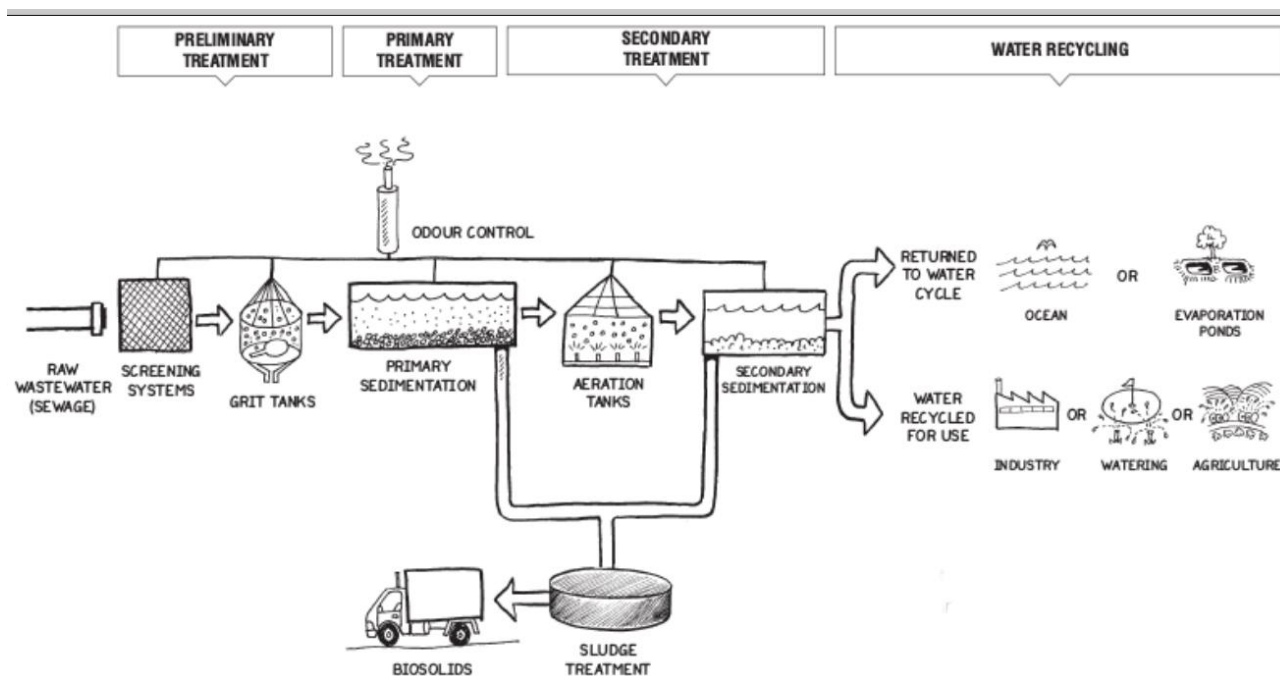 PRELIMINARY
TREATMENT
PRIMARY
TREATMENT
SECONDARY
TREATMENT
WATER RECYCLING
ODOUR CONTROL
RAW
WASTEWATER
(SEWAGE)
SCREENING
SYSTEMS
GRIT TANKS
PRIMARY
SEDIMENTATION
AERATION
TANKS
SECONDARY
SEDIMENTATION
RETURNED
TO WATER
CYCLE
OCEAN
OR
EVAPORATION
PONDS
WATER
RECYCLED
FOR USE
INDUSTRY
OR
WATERING
OR
AGRICULTURE
SLUDGE
TREATMENT
BIOSOLIDS